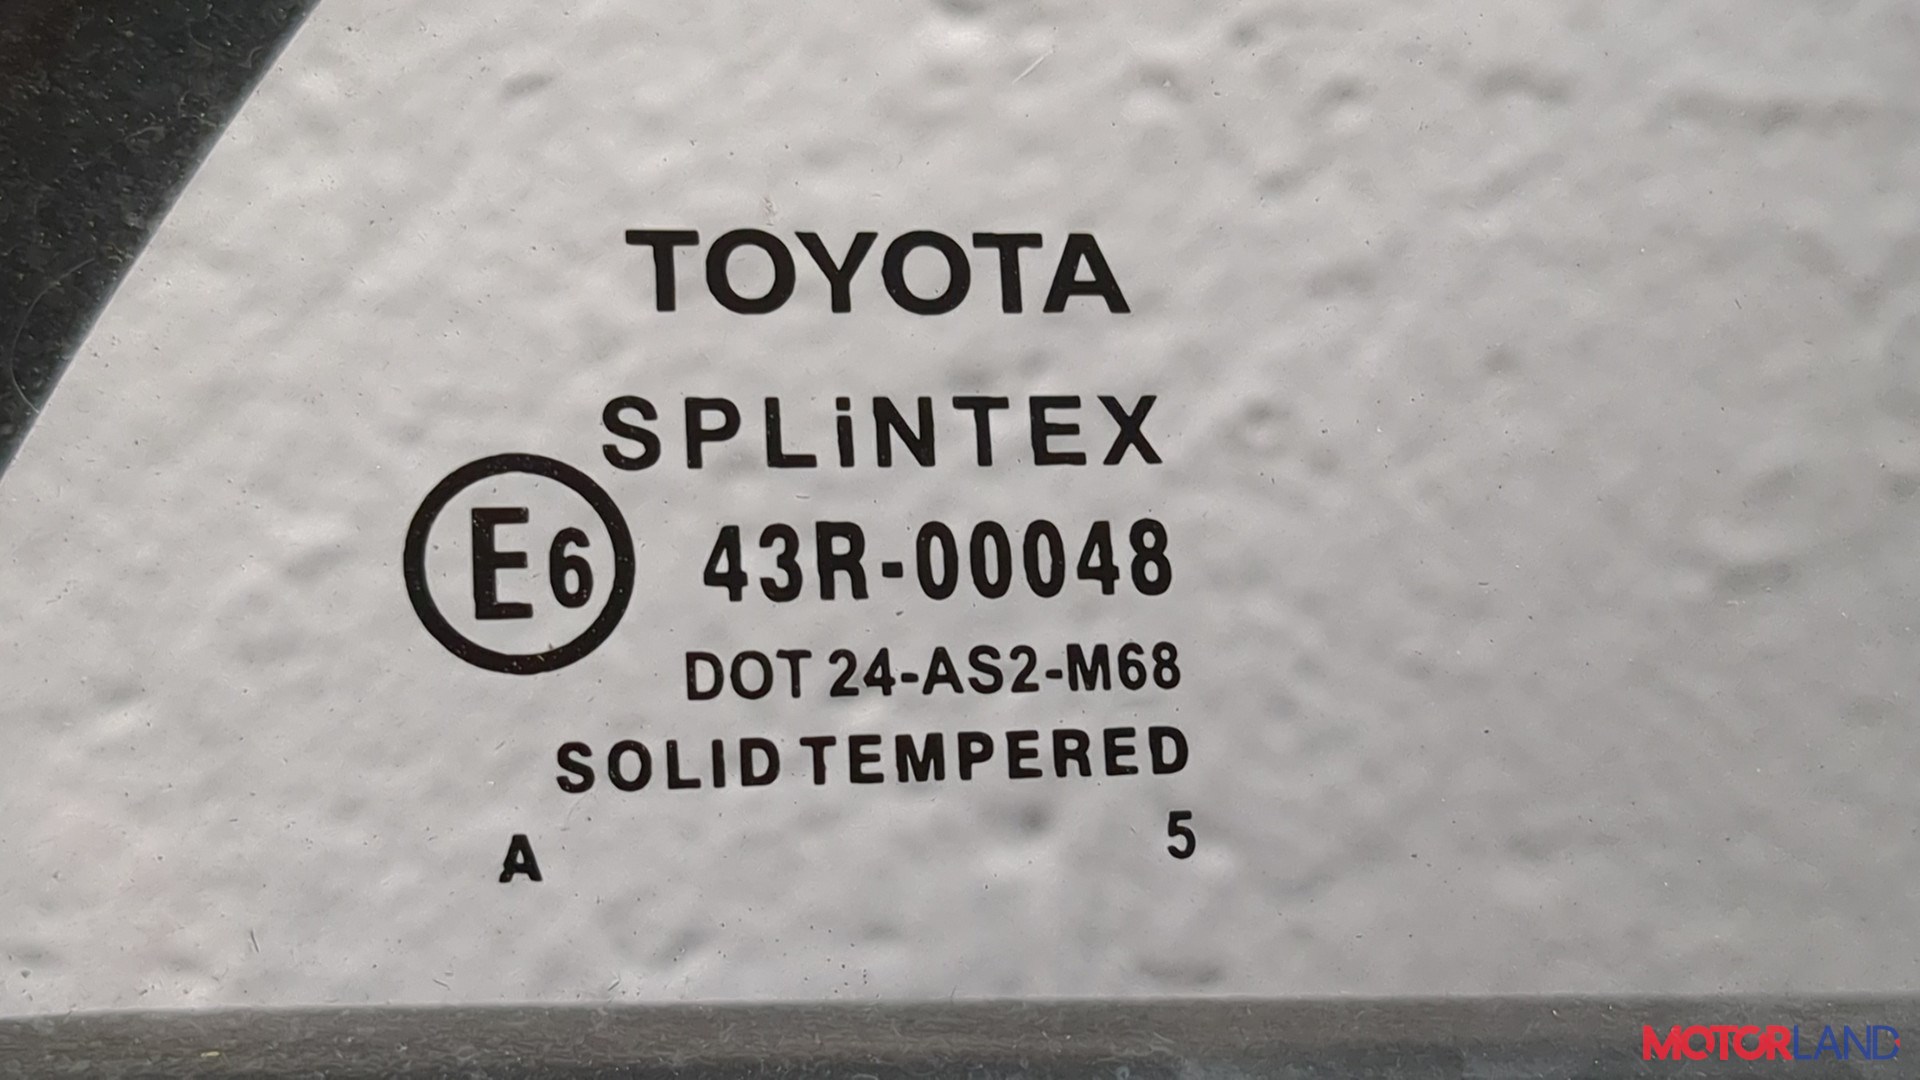 TOYOTA
SPLiNTEX
E6 43R-00048
DOT 24-AS2-M68
SOLID TEMPERED
A 5
MOTORLAND